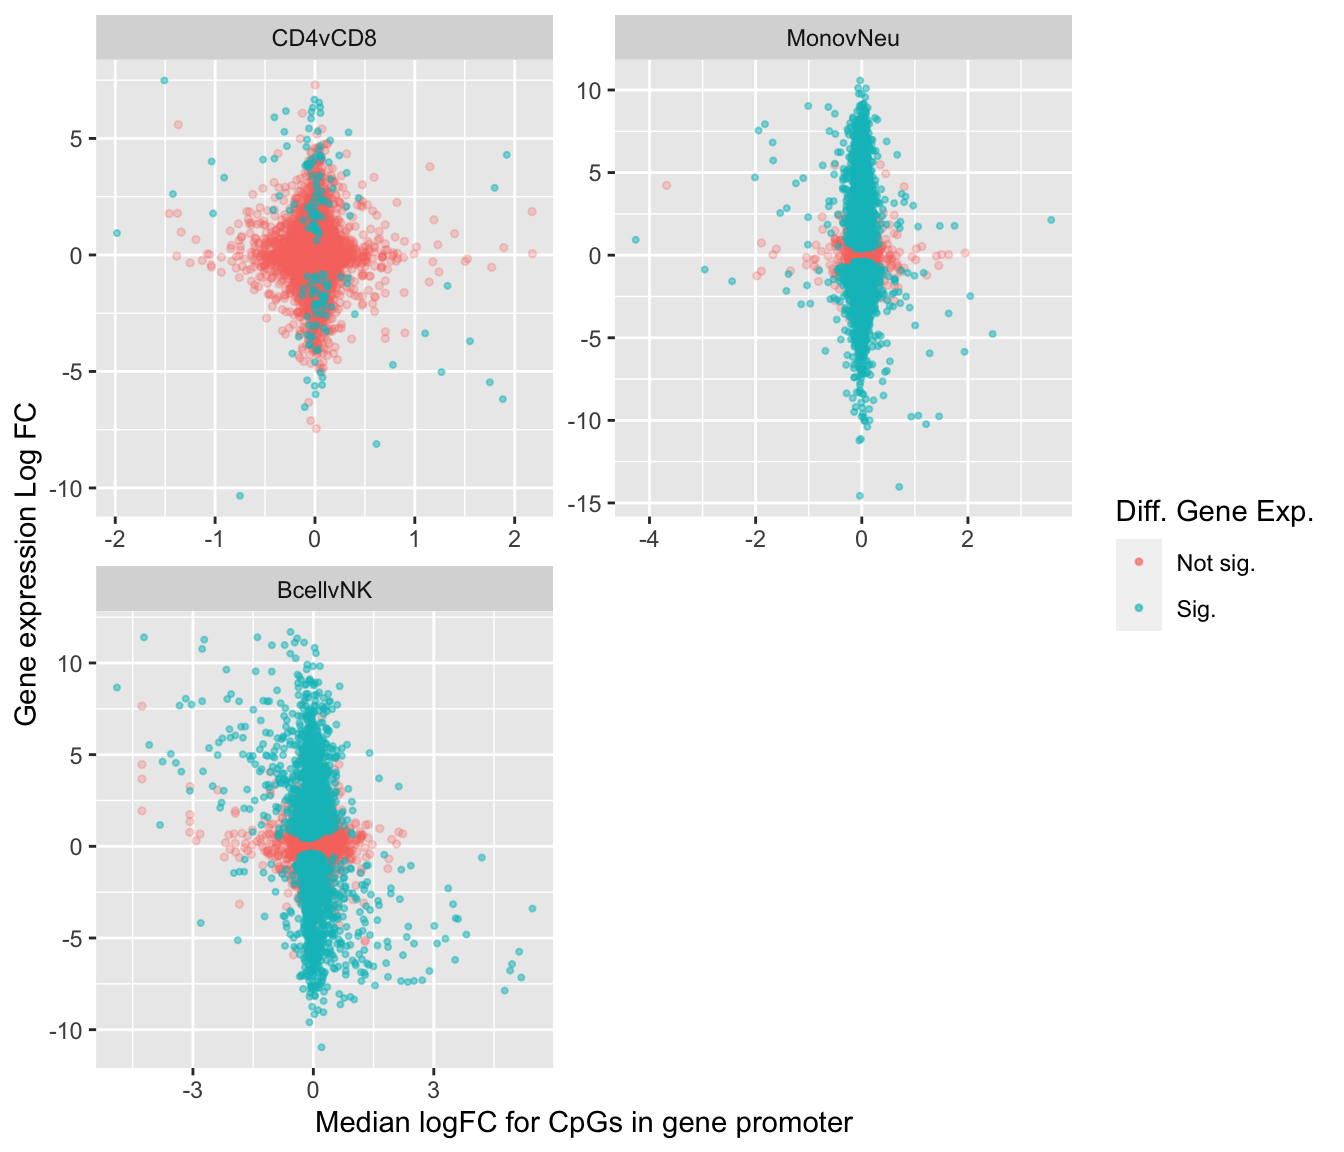 CD4vCD8
MonovNeu
5
0
-5
-10
-2 -1 0 1 2
10
5
0
-5
-10
-15
-4 -2 0 2
BcellvNK
10
5
0
-5
-10
-3 0 3
Gene expression Log FC
Median logFC for CpGs in gene promoter
Diff. Gene Exp.
Not sig.
Sig.